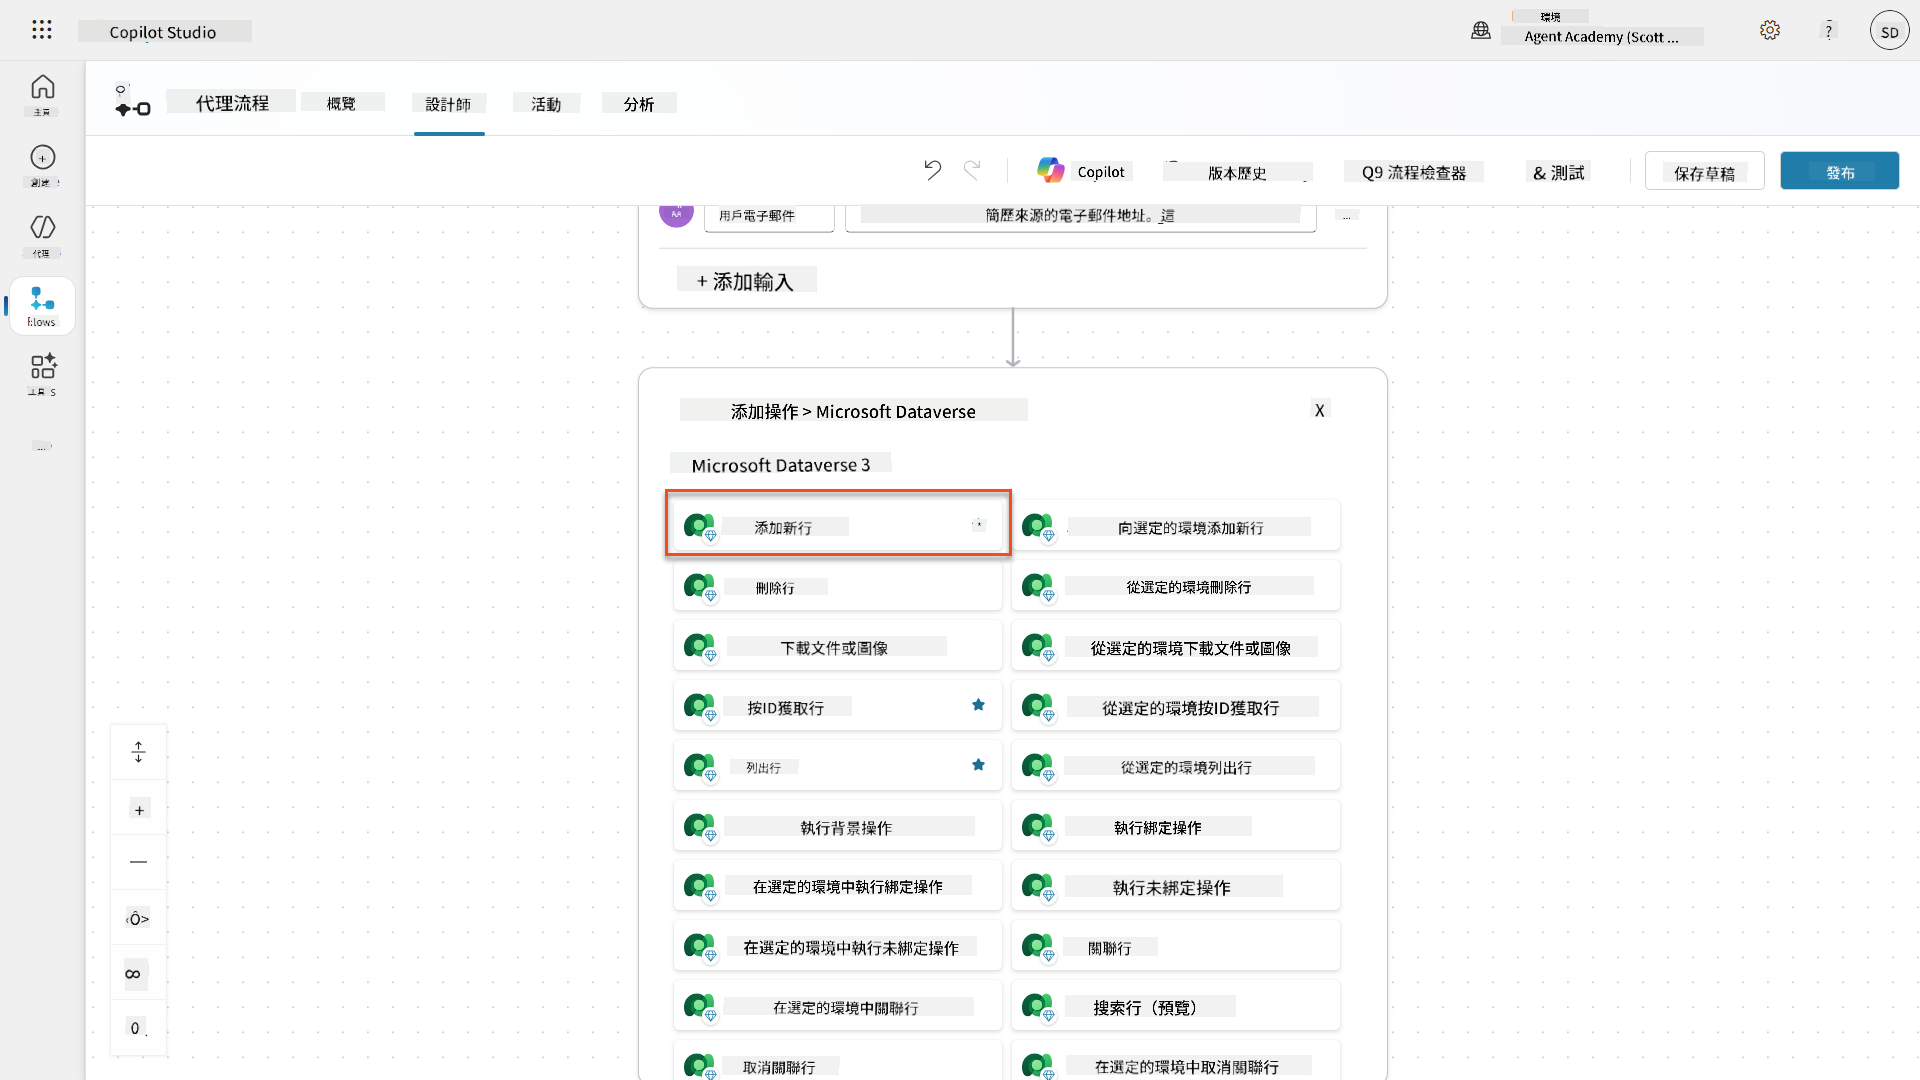 Copilot Studio
環境
Agent Academy (Scott ...
?
SD
主頁
創建
代理
flows
工具 S
...
代理流程
概覽
設計師
活動
分析
Copilot
版本歷史
Q9 流程檢查器
& 測試
保存草稿
發布
AA
用戶電子郵件
簡歷來源的電子郵件地址。這
...
+ 添加輸入
添加操作 > Microsoft Dataverse
X
Microsoft Dataverse 3
添加新行
向選定的環境添加新行
刪除行
從選定的環境刪除行
下載文件或圖像
從選定的環境下載文件或圖像
按ID獲取行
從選定的環境按ID獲取行
列出行
從選定的環境列出行
執行背景操作
執行綁定操作
在選定的環境中執行綁定操作
執行未綁定操作
在選定的環境中執行未綁定操作
關聯行
在選定的環境中關聯行
搜索行（預覽）
取消關聯行
在選定的環境中取消關聯行